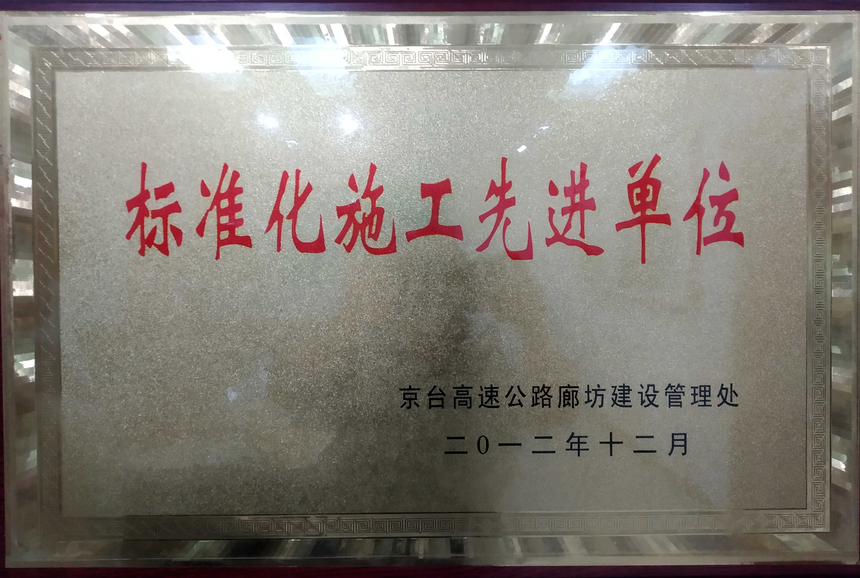 标准化施工先进单位
京台高速公路廊坊建设管理处
二0一二年十二月